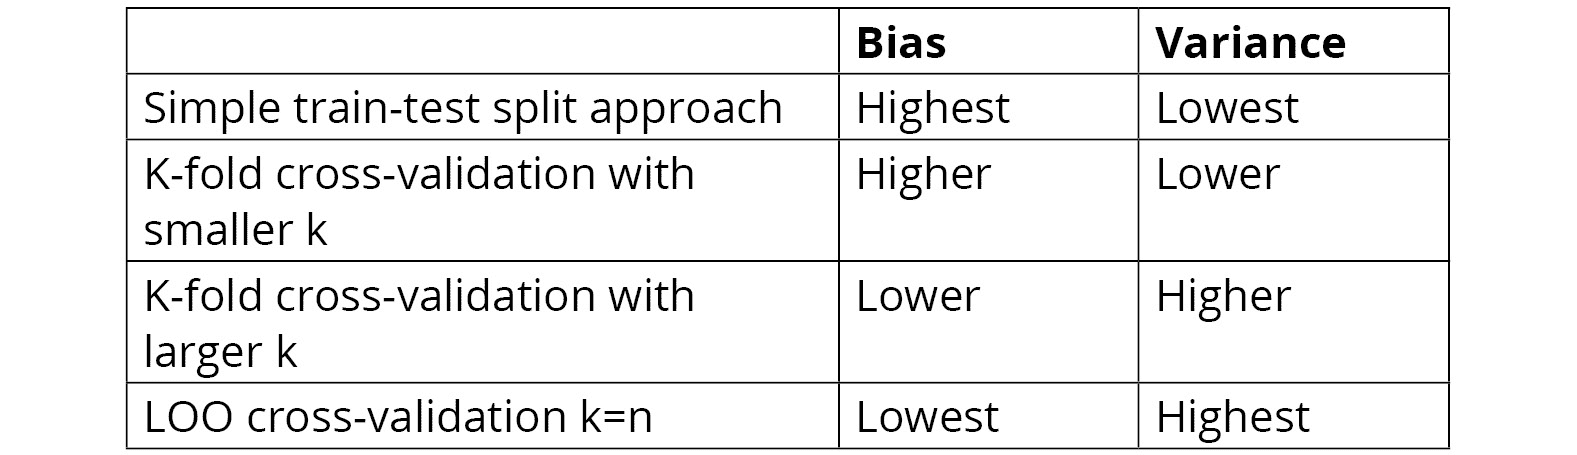 Bias Variance
Simple train-test split approach Highest Lowest
K-fold cross-validation with Higher Lower
smaller k
K-fold cross-validation with Lower Higher
larger k
LOO cross-validation k=n Lowest Highest